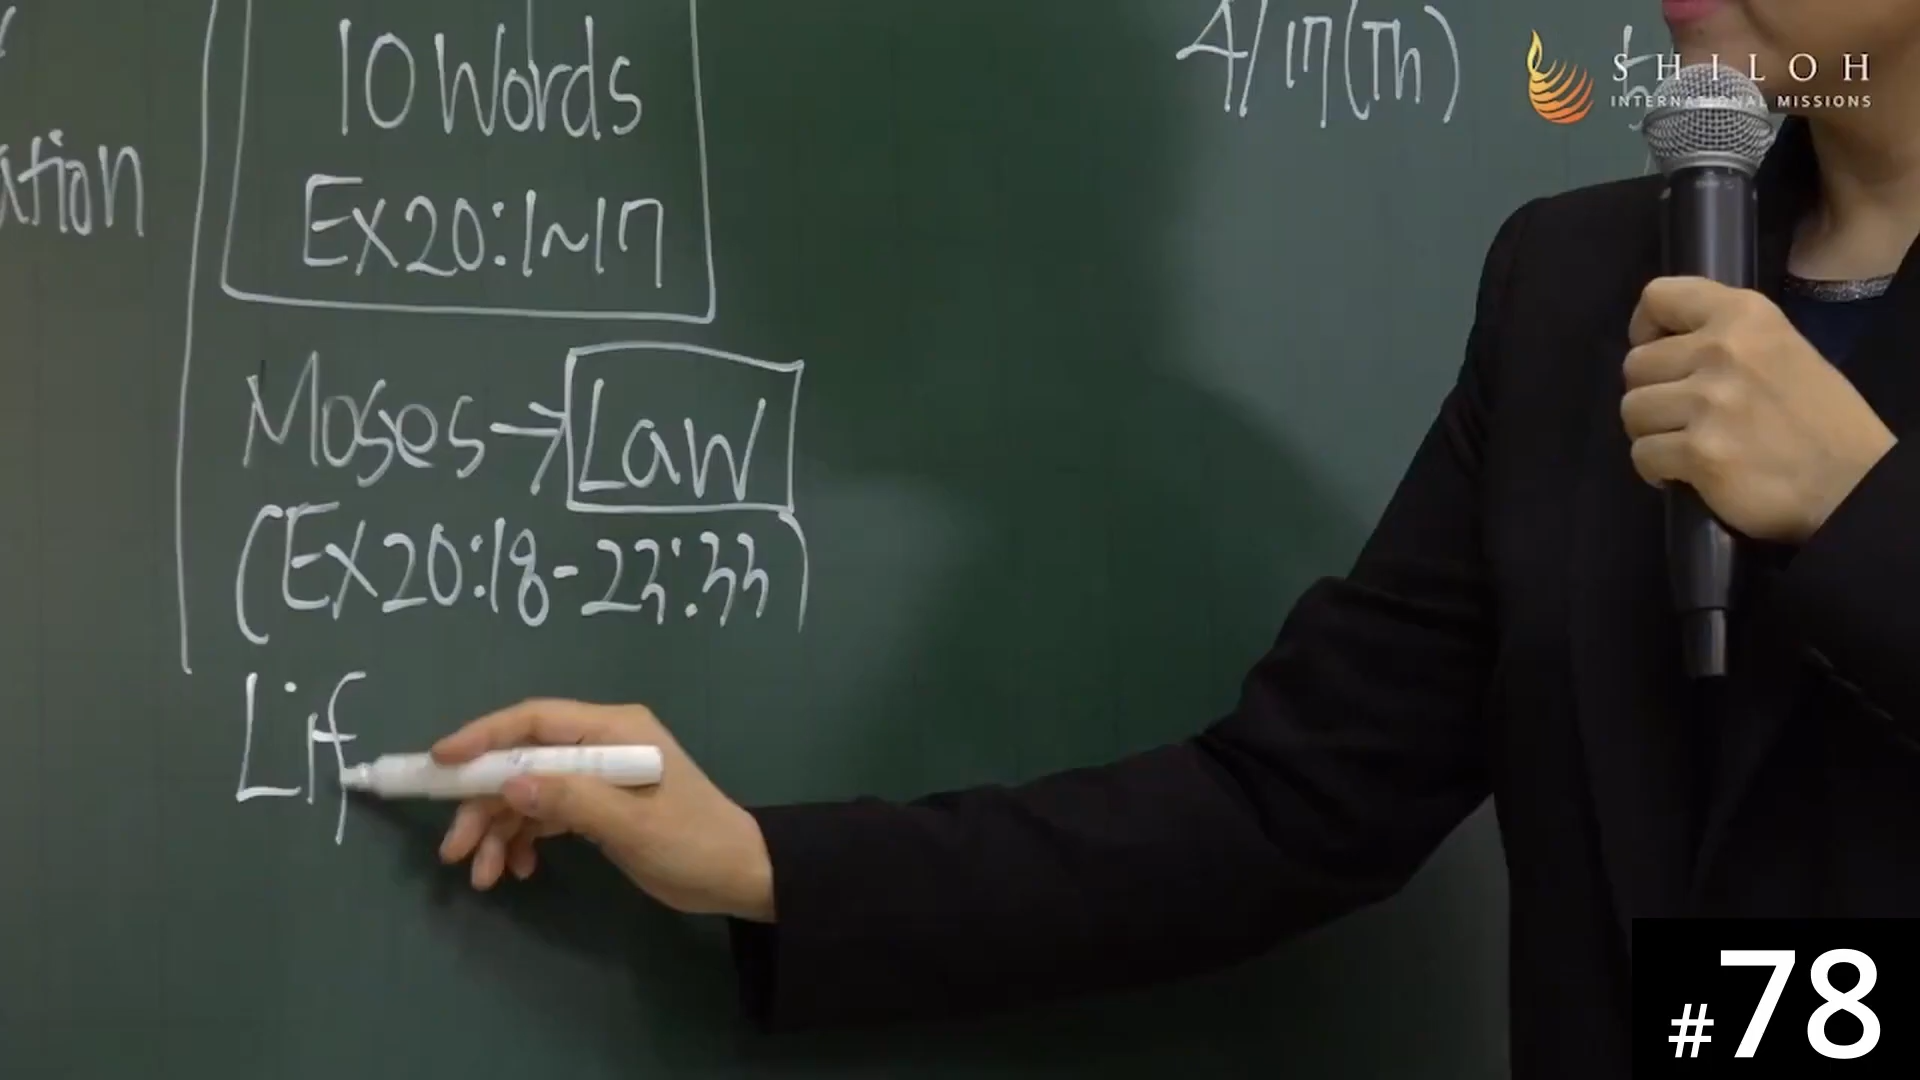 10 Words
Ex20:1~17
Moses → Law
(Ex20:18-23:33)
Lif
4/17(Th)
SHILOH
INTERNATIONAL MISSIONS
#78